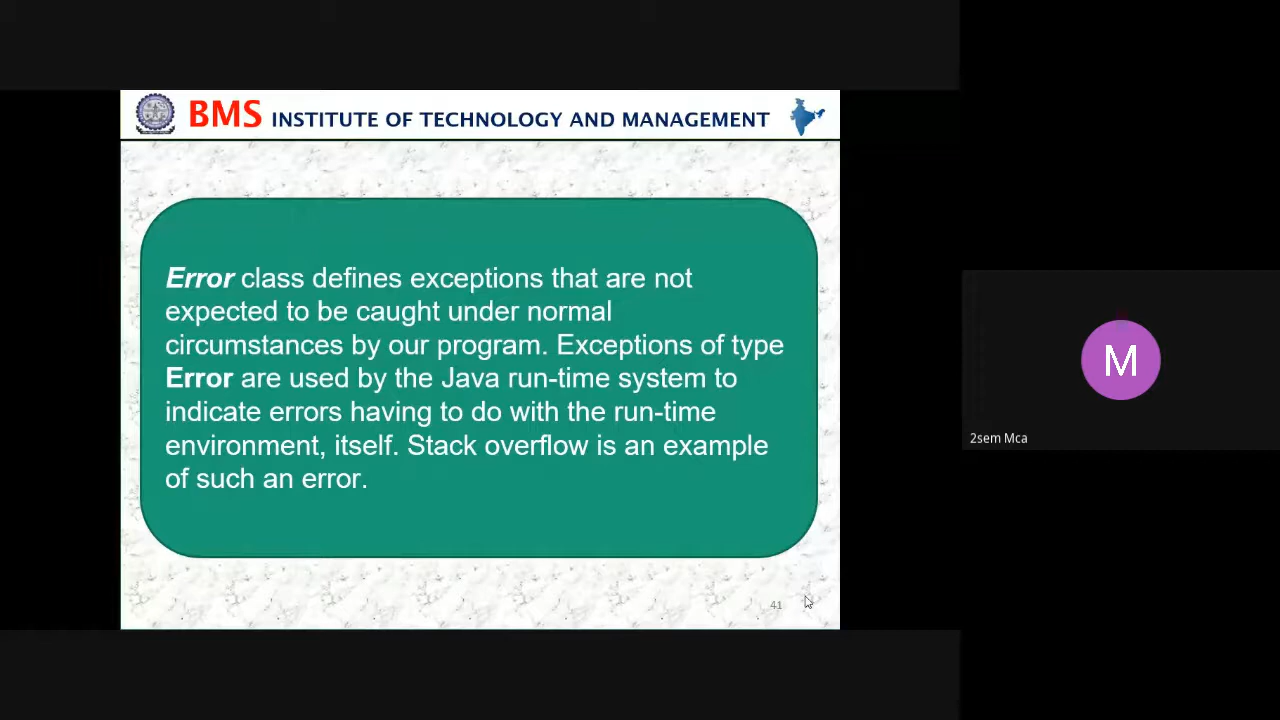 BMS INSTITUTE OF TECHNOLOGY AND MANAGEMENT
Error class defines exceptions that are not
expected to be caught under normal
circumstances by our program. Exceptions of type
Error are used by the Java run-time system to
indicate errors having to do with the run-time
environment, itself. Stack overflow is an example
of such an error.
41
M
2sem Mca